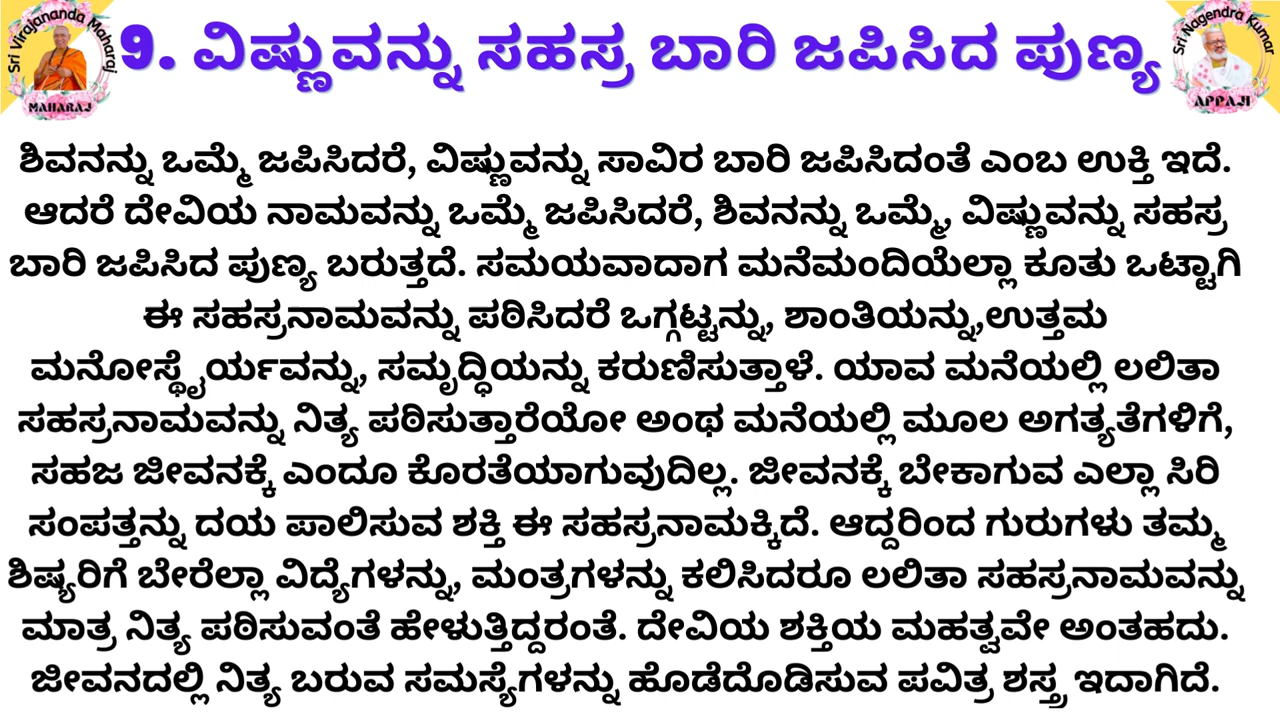 Sri Virajananda Maharaj
MAHARAJ
9. ವಿಷ್ಣುವನ್ನು ಸಹಸ್ರ ಬಾರಿ ಜಪಿಸಿದ ಪುಣ್ಯ
Sri Nagendra Kumar
APPAJI
ಶಿವನನ್ನು ಒಮ್ಮೆ ಜಪಿಸಿದರೆ, ವಿಷ್ಣುವನ್ನು ಸಾವಿರ ಬಾರಿ ಜಪಿಸಿದಂತೆ ಎಂಬ ಉಕ್ತಿ ಇದೆ.
ಆದರೆ ದೇವಿಯ ನಾಮವನ್ನು ಒಮ್ಮೆ ಜಪಿಸಿದರೆ, ಶಿವನನ್ನು ಒಮ್ಮೆ, ವಿಷ್ಣುವನ್ನು ಸಹಸ್ರ
ಬಾರಿ ಜಪಿಸಿದ ಪುಣ್ಯ ಬರುತ್ತದೆ. ಸಮಯವಾದಾಗ ಮನೆಮಂದಿಯೆಲ್ಲಾ ಕೂತು ಒಟ್ಟಾಗಿ
ಈ ಸಹಸ್ರನಾಮವನ್ನು ಪಠಿಸಿದರೆ ಒಗ್ಗಟ್ಟನ್ನು, ಶಾಂತಿಯನ್ನು,ಉತ್ತಮ
ಮನೋಸ್ಥೈರ್ಯವನ್ನು, ಸಮೃದ್ಧಿಯನ್ನು ಕರುಣಿಸುತ್ತಾಳೆ. ಯಾವ ಮನೆಯಲ್ಲಿ ಲಲಿತಾ
ಸಹಸ್ರನಾಮವನ್ನು ನಿತ್ಯ ಪಠಿಸುತ್ತಾರೆಯೋ ಅಂಥ ಮನೆಯಲ್ಲಿ ಮೂಲ ಅಗತ್ಯತೆಗಳಿಗೆ,
ಸಹಜ ಜೀವನಕ್ಕೆ ಎಂದೂ ಕೊರತೆಯಾಗುವುದಿಲ್ಲ. ಜೀವನಕ್ಕೆ ಬೇಕಾಗುವ ಎಲ್ಲಾ ಸಿರಿ
ಸಂಪತ್ತನ್ನು ದಯ ಪಾಲಿಸುವ ಶಕ್ತಿ ಈ ಸಹಸ್ರನಾಮಕ್ಕಿದೆ. ಆದ್ದರಿಂದ ಗುರುಗಳು ತಮ್ಮ
ಶಿಷ್ಯರಿಗೆ ಬೇರೆಲ್ಲಾ ವಿದ್ಯೆಗಳನ್ನು, ಮಂತ್ರಗಳನ್ನು ಕಲಿಸಿದರೂ ಲಲಿತಾ ಸಹಸ್ರನಾಮವನ್ನು
ಮಾತ್ರ ನಿತ್ಯ ಪಠಿಸುವಂತೆ ಹೇಳುತ್ತಿದ್ದರಂತೆ. ದೇವಿಯ ಶಕ್ತಿಯ ಮಹತ್ವವೇ ಅಂತಹದು.
ಜೀವನದಲ್ಲಿ ನಿತ್ಯ ಬರುವ ಸಮಸ್ಯೆಗಳನ್ನು ಹೊಡೆದೊಡಿಸುವ ಪವಿತ್ರ ಶಸ್ತ್ರ ಇದಾಗಿದೆ.